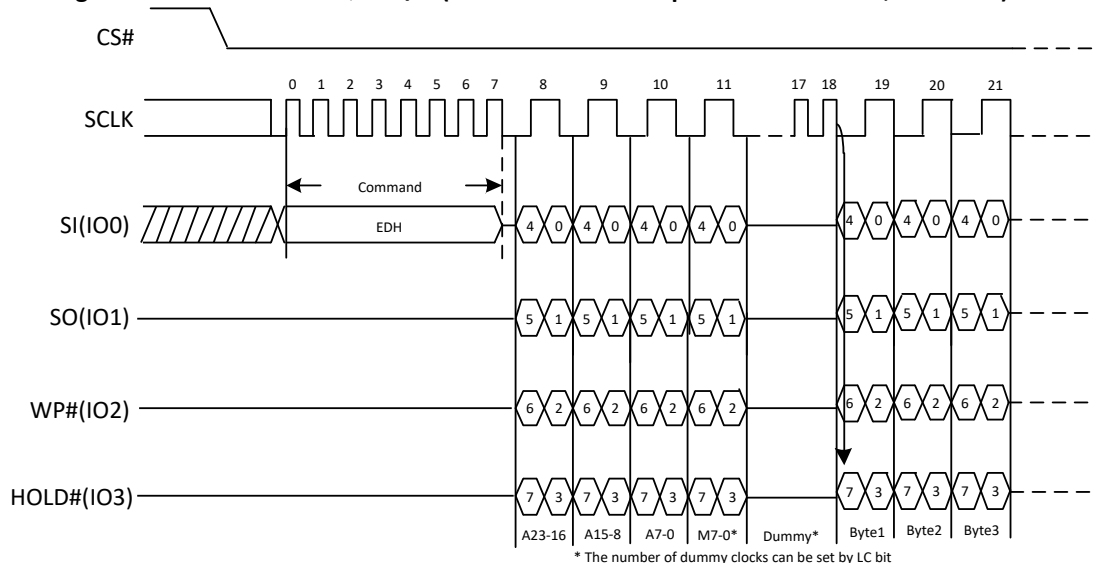 CS#
0 1 2 3 4 5 6 7 8 9 10 11 17 18 19 20 21
SCLK
Command
SI(IO0) EDH 4 0 4 0 4 0 4 0 4 0 4 0 4 0
SO(IO1) 5 1 5 1 5 1 5 1 5 1 5 1 5 1
WP#(IO2) 6 2 6 2 6 2 6 2 6 2 6 2 6 2
HOLD#(IO3) 7 3 7 3 7 3 7 3 7 3 7 3 7 3
A23-16 A15-8 A7-0 M7-0* Dummy* Byte1 Byte2 Byte3
* The number of dummy clocks can be set by LC bit